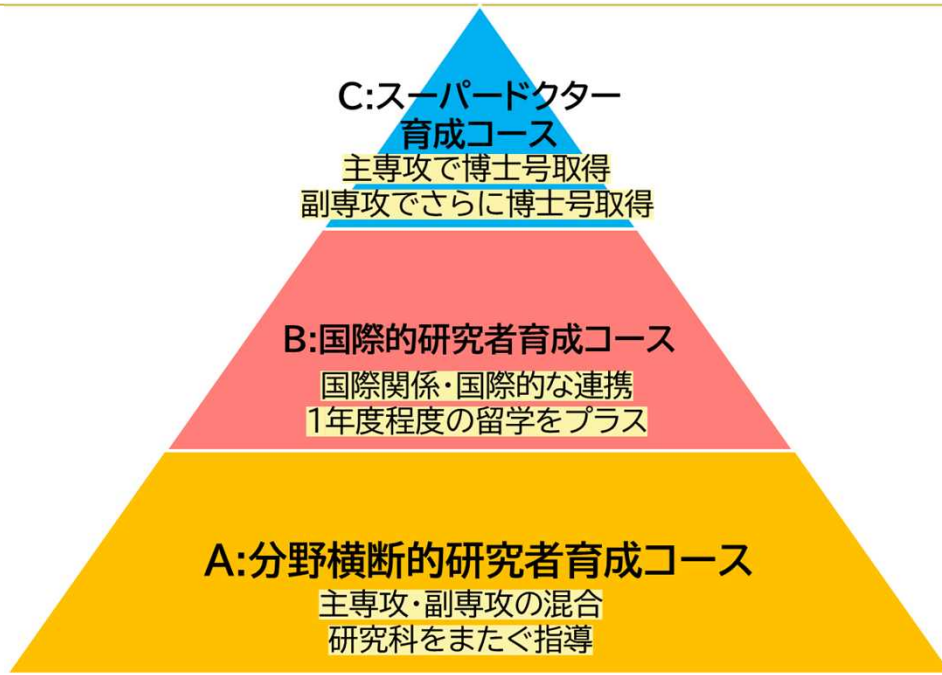 C:スーパードクター
育成コース
主専攻で博士号取得
副専攻でさらに博士号取得
B:国際的研究者育成コース
国際関係・国際的な連携
1年度程度の留学をプラス
A:分野横断的研究者育成コース
主専攻・副専攻の混合
研究科をまたぐ指導